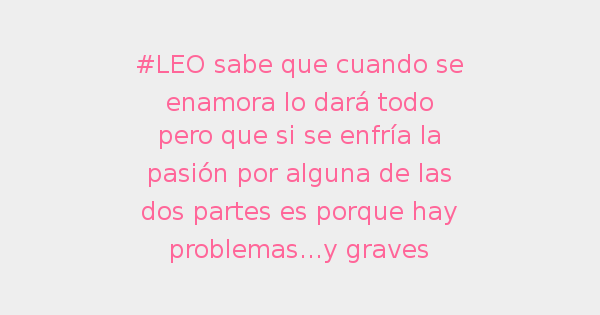 #LEO sabe que cuando se
enamora lo dará todo
pero que si se enfría la
pasión por alguna de las
dos partes es porque hay
problemas...y graves